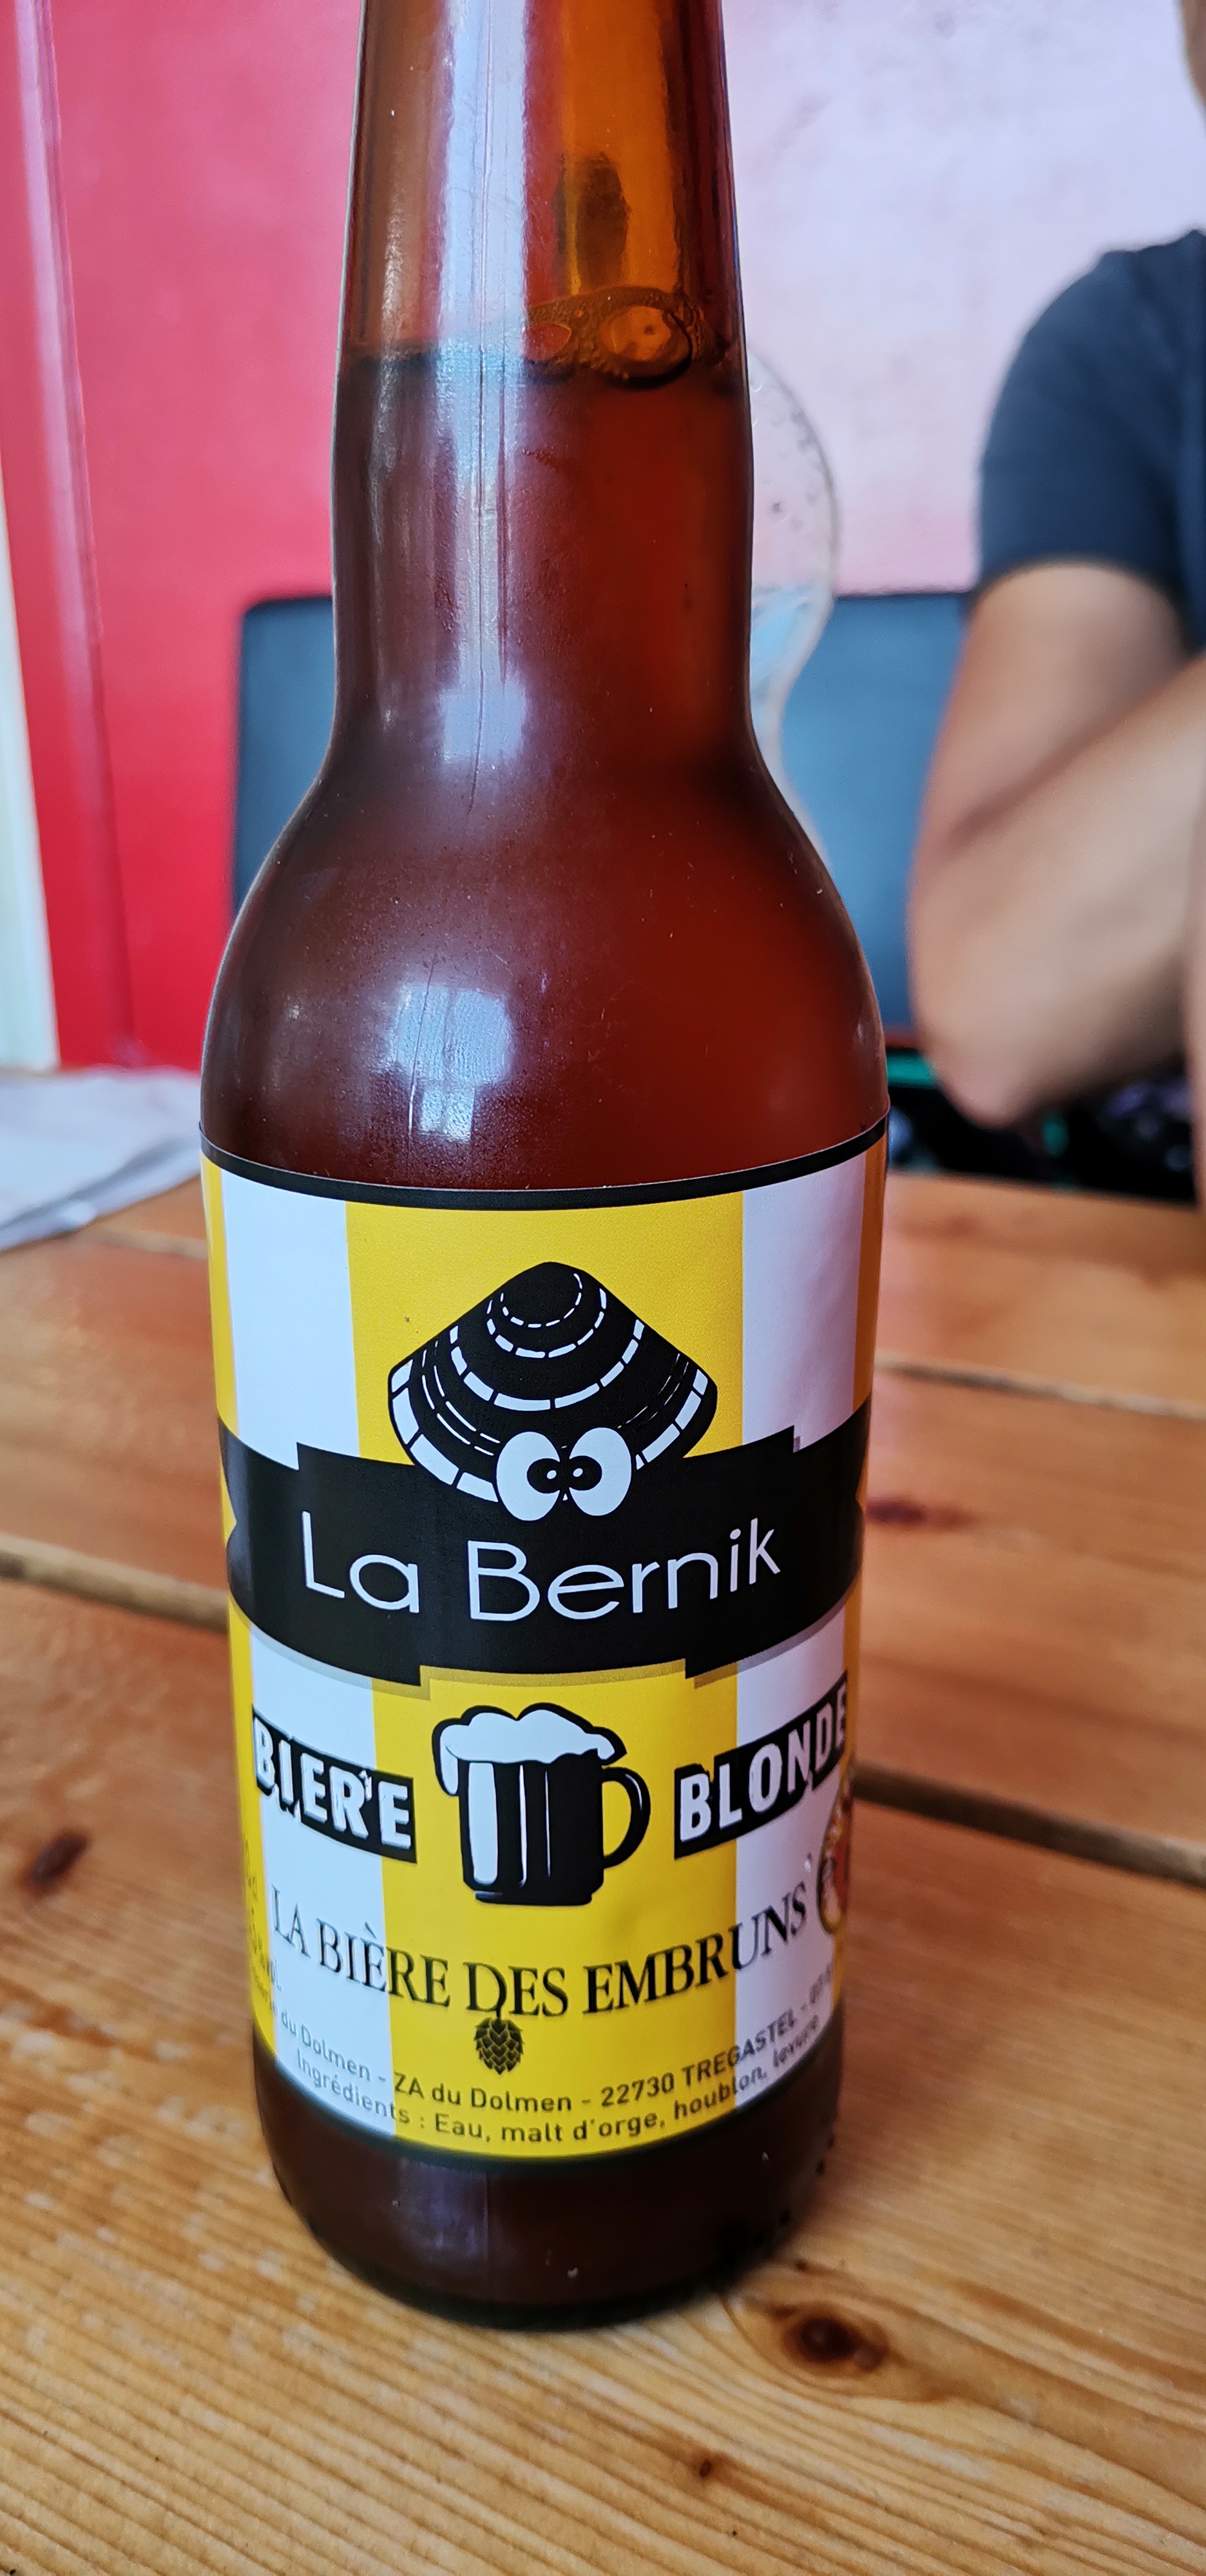 La Bernik
BIERE BLONDE
LA BIÈRE DES EMBRUNS
du Dolmen - ZA du Dolmen - 22730 TREGASTEL -
Ingrédients : Eau, malt d'orge, houblon, levure